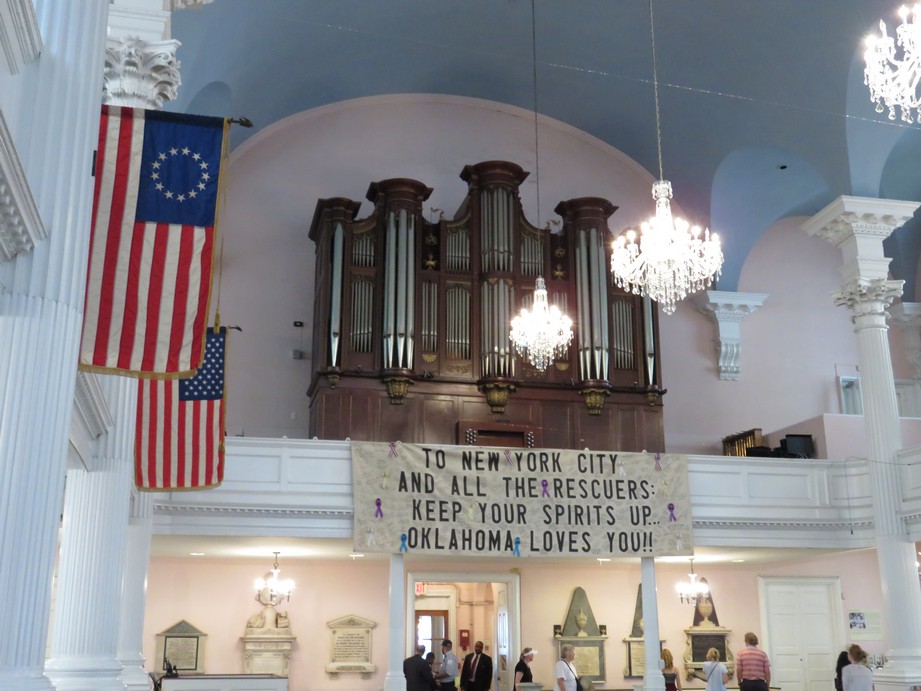 TO NEW YORK CITY
AND ALL THE RESCUERS:
KEEP YOUR SPIRITS UP...
OKLAHOMA LOVES YOU!!